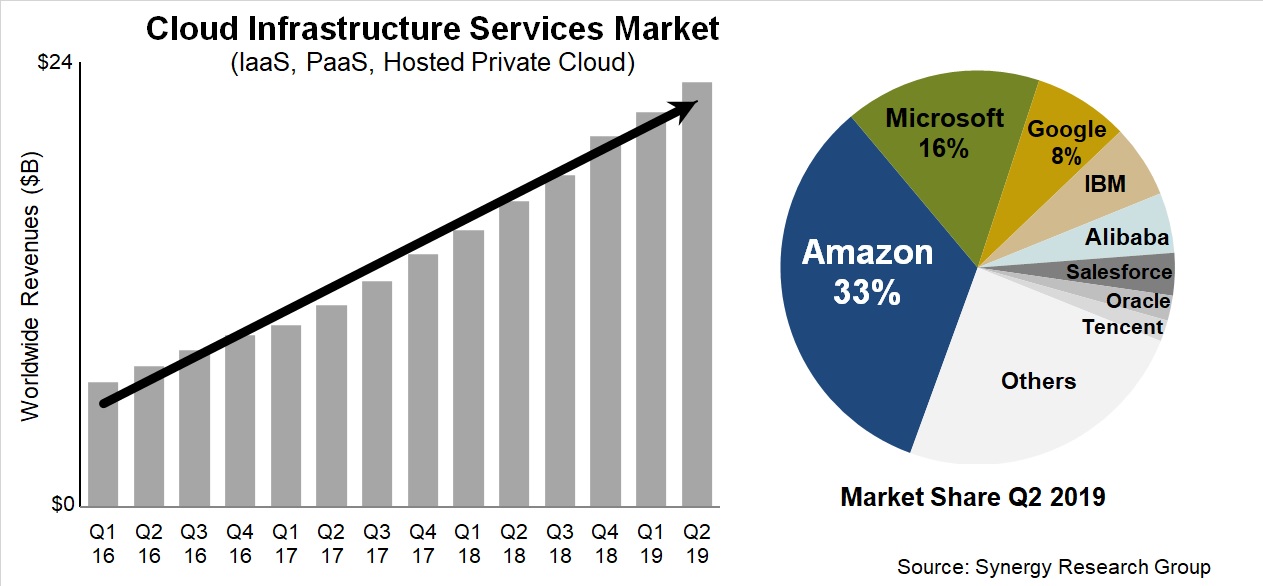 Cloud Infrastructure Services Market
(IaaS, PaaS, Hosted Private Cloud)
$24
Worldwide Revenues ($B)
$0
Q1 Q2 Q3 Q4 Q1 Q2 Q3 Q4 Q1 Q2 Q3 Q4 Q1 Q2
16 16 16 16 17 17 17 17 18 18 18 18 19 19
Microsoft
16%
Google
8%
IBM
Alibaba
Amazon
33%
Salesforce
Oracle
Tencent
Others
Market Share Q2 2019
Source: Synergy Research Group